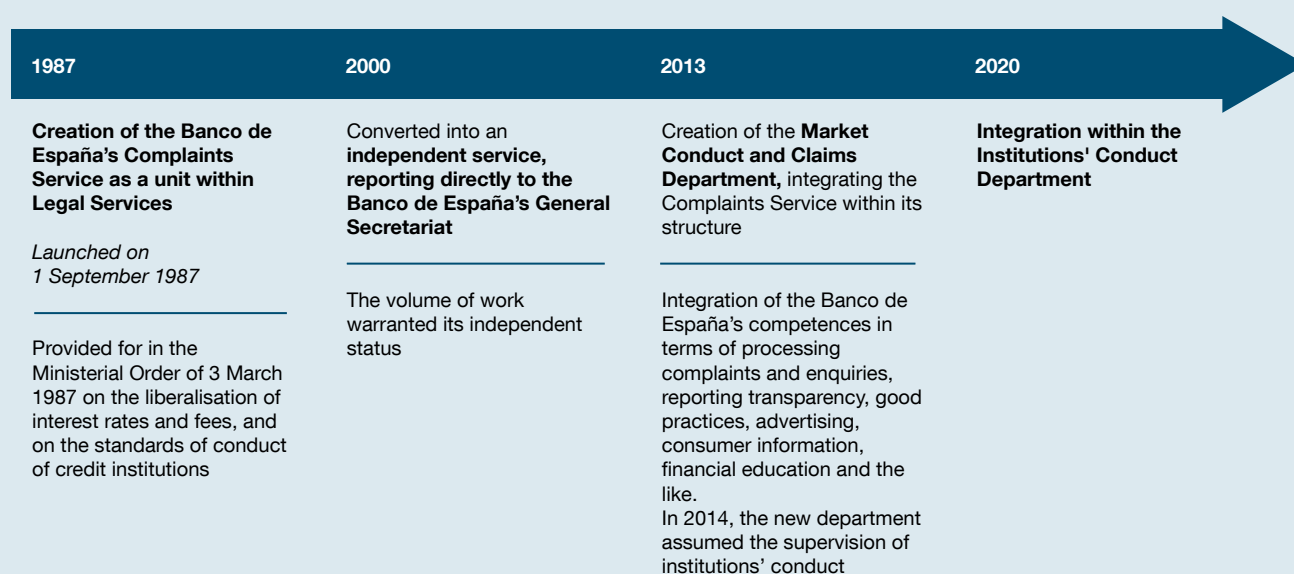 1987
2000
2013
2020
Creation of the Banco de
España’s Complaints
Service as a unit within
Legal Services
Launched on
1 September 1987
Provided for in the
Ministerial Order of 3 March
1987 on the liberalisation of
interest rates and fees, and
on the standards of conduct
of credit institutions
Converted into an
independent service,
reporting directly to the
Banco de España’s General
Secretariat
The volume of work
warranted its independent
status
Creation of the Market
Conduct and Claims
Department, integrating the
Complaints Service within its
structure
Integration of the Banco de
España’s competences in
terms of processing
complaints and enquiries,
reporting transparency, good
practices, advertising,
consumer information,
financial education and the
like.
In 2014, the new department
assumed the supervision of
institutions’ conduct
Integration within the
Institutions' Conduct
Department